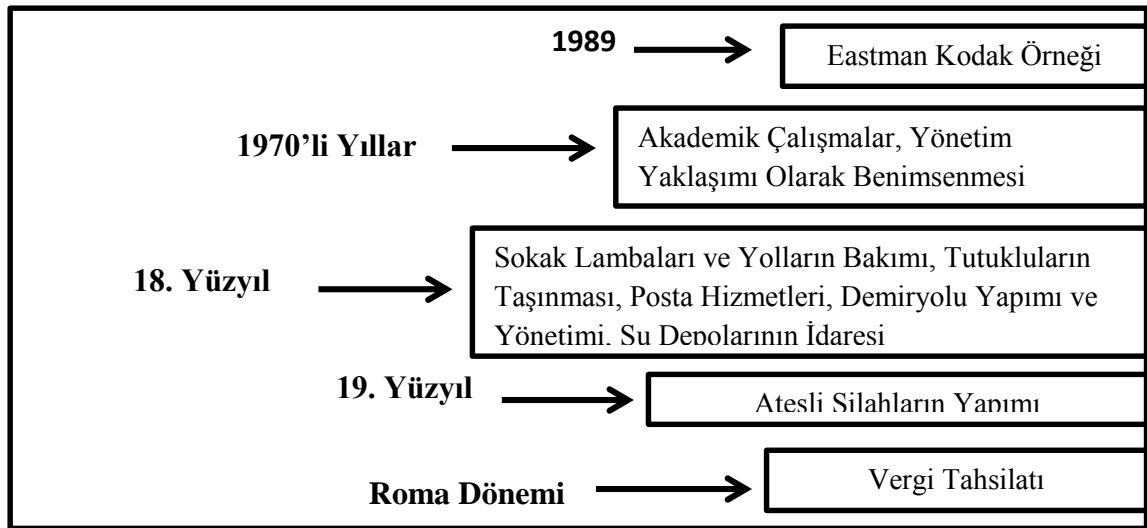 1989
Eastman Kodak Örneği
1970’li Yıllar
Akademik Çalışmalar, Yönetim
Yaklaşımı Olarak Benimsenmesi
18. Yüzyıl
Sokak Lambaları ve Yolların Bakımı, Tutukluların
Taşınması, Posta Hizmetleri, Demiryolu Yapımı ve
Yönetimi, Su Depolarının İdaresi
19. Yüzyıl
Ateşli Silahların Yapımı
Roma Dönemi
Vergi Tahsilatı